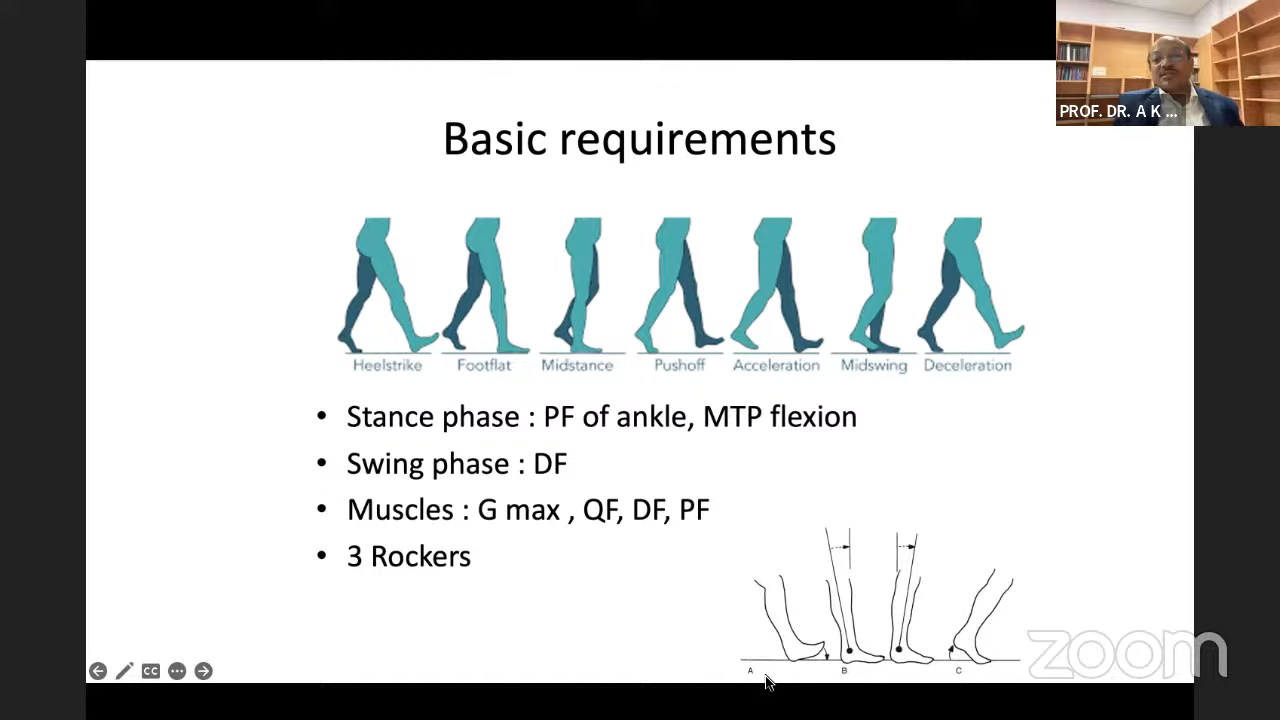 PROF. DR. A K ...
Basic requirements
Heelstrike Footflat Midstance Pushoff Acceleration Midswing Deceleration
• Stance phase : PF of ankle, MTP flexion
• Swing phase : DF
• Muscles : G max , QF, DF, PF
• 3 Rockers
A B C
CC
zoom